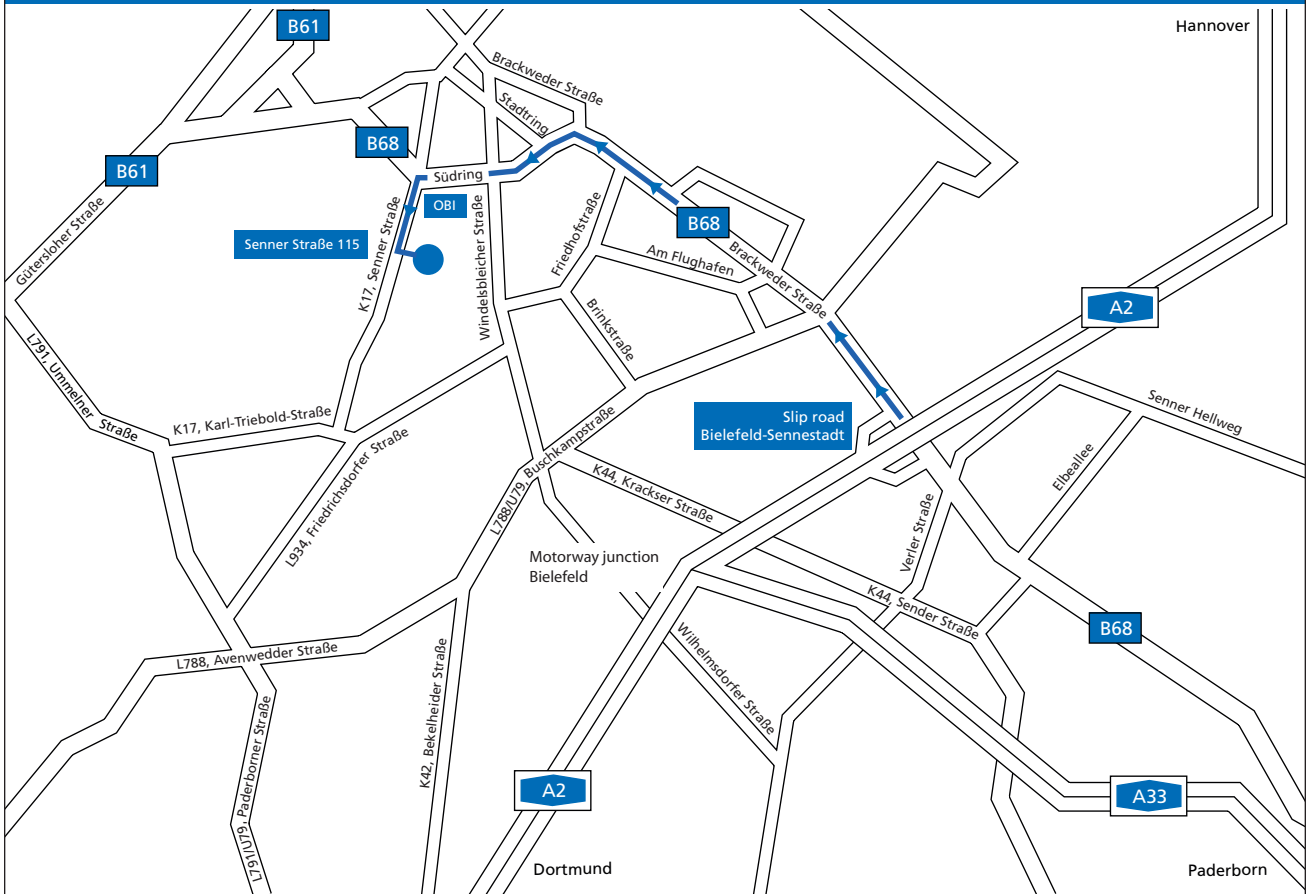 B61
Hannover
Brackweder Straße
Stadtring
B68
B61
Südring
OBI
B68
Senner Straße 115
Gütersloher Straße
K17, Senner Straße
Windelsbleicher Straße
Friedhofstraße
Am Flughafen
Brackweder Straße
A2
Brinkstraße
L791, Ummelner Straße
K17, Karl-Triebold-Straße
Slip road
Bielefeld-Sennestadt
Senner Hellweg
L934, Friedrichsdorfer Straße
L788/U79, Buschkampstraße
K44, Krackser Straße
Elbeallee
Verler Straße
Motorway junction
Bielefeld
K44, Sender Straße
B68
L788, Avenwedder Straße
Wilhelmsdorfer Straße
K42, Bekelheider Straße
L791/U79, Paderborner Straße
A2
A33
Dortmund
Paderborn